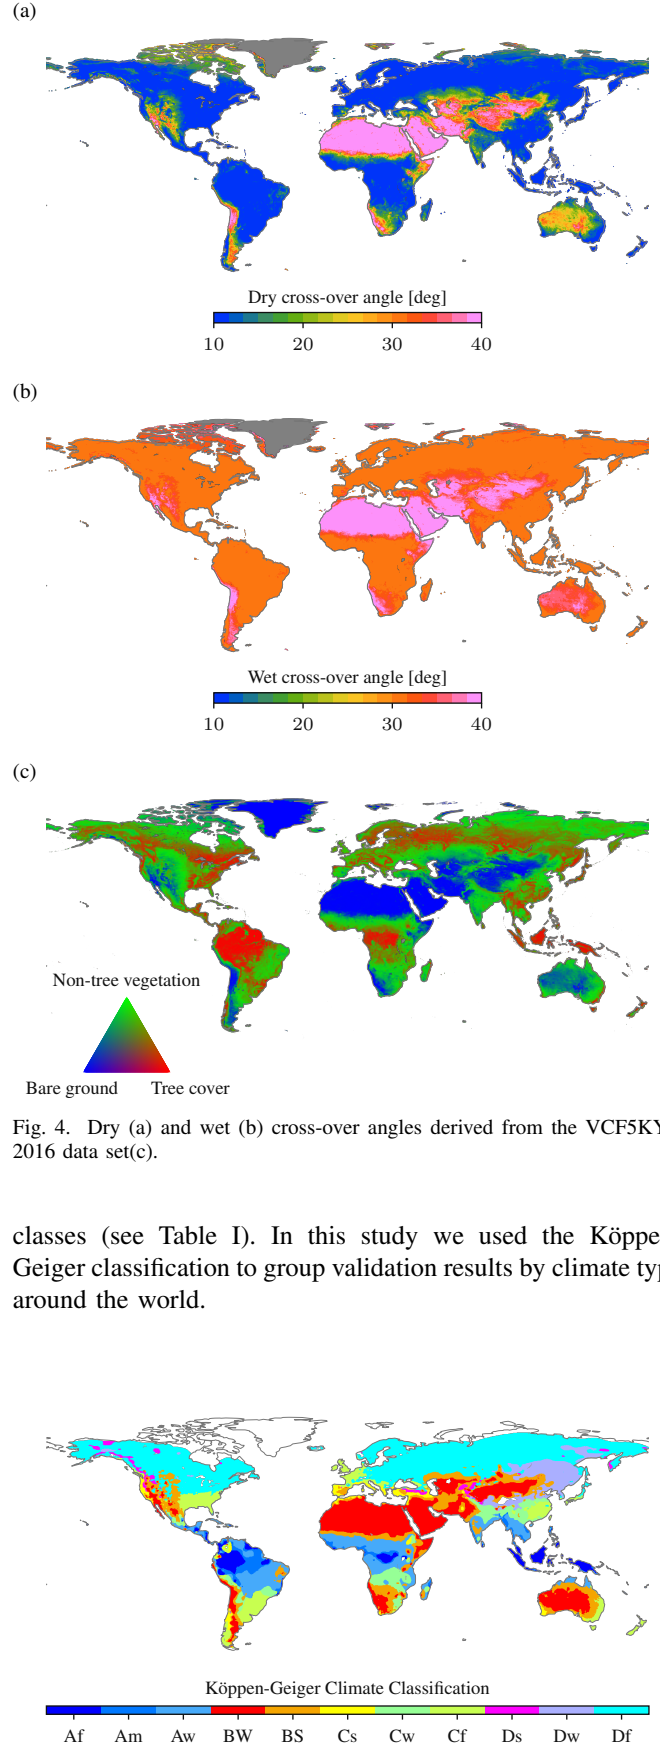 (a)
Dry cross-over angle [deg]
10 20 30 40
(b)
Wet cross-over angle [deg]
10 20 30 40
(c)
Non-tree vegetation
Bare ground Tree cover
Fig. 4. Dry (a) and wet (b) cross-over angles derived from the VCF5KY
2016 data set(c).
classes (see Table I). In this study we used the Köppe
Geiger classification to group validation results by climate typ
around the world.
Köppen-Geiger Climate Classification
Af Am Aw BW BS Cs Cw Cf Ds Dw Df